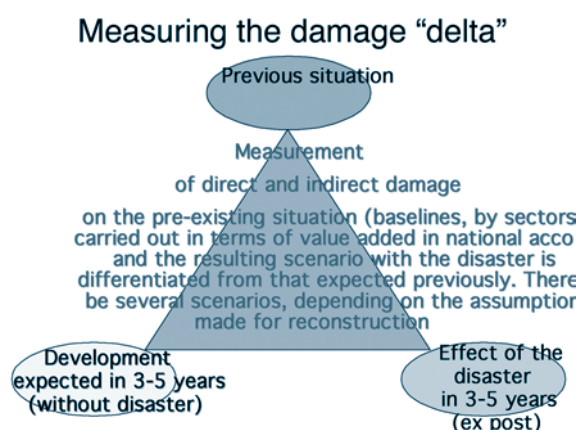 Measuring the damage “delta”
Previous situation
Measurement
of direct and indirect damage
on the pre-existing situation (baselines, by sectors
carried out in terms of value added in national acco
and the resulting scenario with the disaster is
differentiated from that expected previously. There
be several scenarios, depending on the assumption
made for reconstruction
Development
expected in 3-5 years
(without disaster)
Effect of the
disaster
in 3-5 years
(ex post)